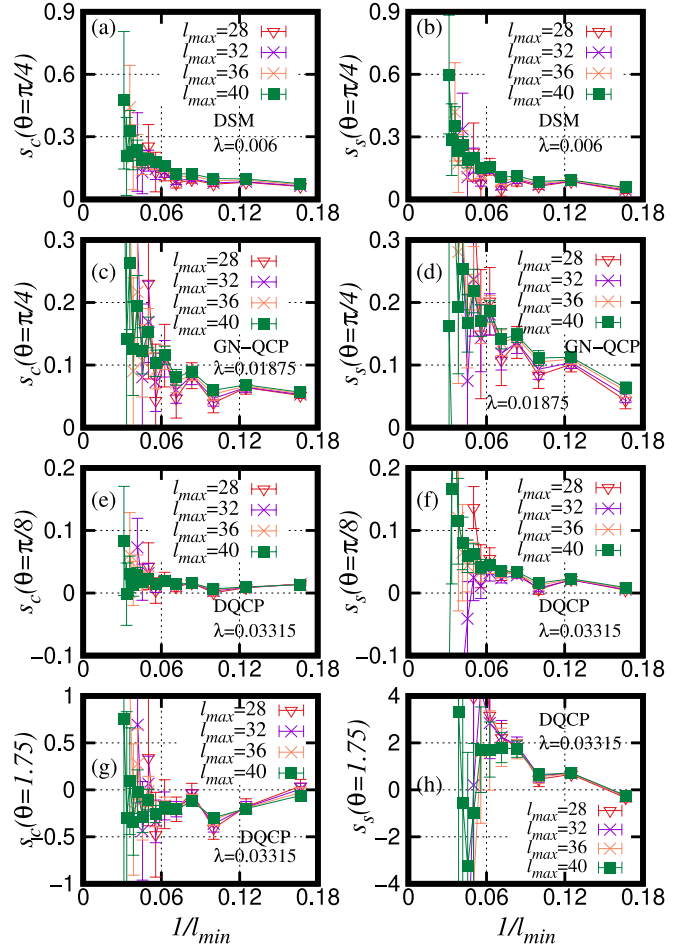 (a)
l_max=28
l_max=32
l_max=36
l_max=40
DSM
λ=0.006
s_c(θ=π/4)
0.9
0.6
0.3
0
0 0.06 0.12 0.18
(b)
l_max=28
l_max=32
l_max=36
l_max=40
DSM
λ=0.006
s_s(θ=π/4)
0.9
0.6
0.3
0
0 0.06 0.12 0.18
(c)
l_max=28
l_max=32
l_max=36
l_max=40
GN-QCP
λ=0.01875
s_c(θ=π/4)
0.3
0.2
0.1
0
0 0.06 0.12 0.18
(d)
l_max=28
l_max=32
l_max=36
l_max=40
GN-QCP
λ=0.01875
s_s(θ=π/4)
0.3
0.2
0.1
0
0 0.06 0.12 0.18
(e)
l_max=28
l_max=32
l_max=36
l_max=40
DQCP
λ=0.03315
s_c(θ=π/8)
0.2
0.1
0
-0.1
0 0.06 0.12 0.18
(f)
l_max=28
l_max=32
l_max=36
l_max=40
DQCP
λ=0.03315
s_s(θ=π/8)
0.2
0.1
0
-0.1
0 0.06 0.12 0.18
(g)
l_max=28
l_max=32
l_max=36
l_max=40
DQCP
λ=0.03315
s_c(θ=1.75)
1
0.5
0
-0.5
-1
0 0.06 0.12 0.18
1/l_min
(h)
DQCP
λ=0.03315
l_max=28
l_max=32
l_max=36
l_max=40
s_s(θ=1.75)
4
2
0
-2
-4
0 0.06 0.12 0.18
1/l_min